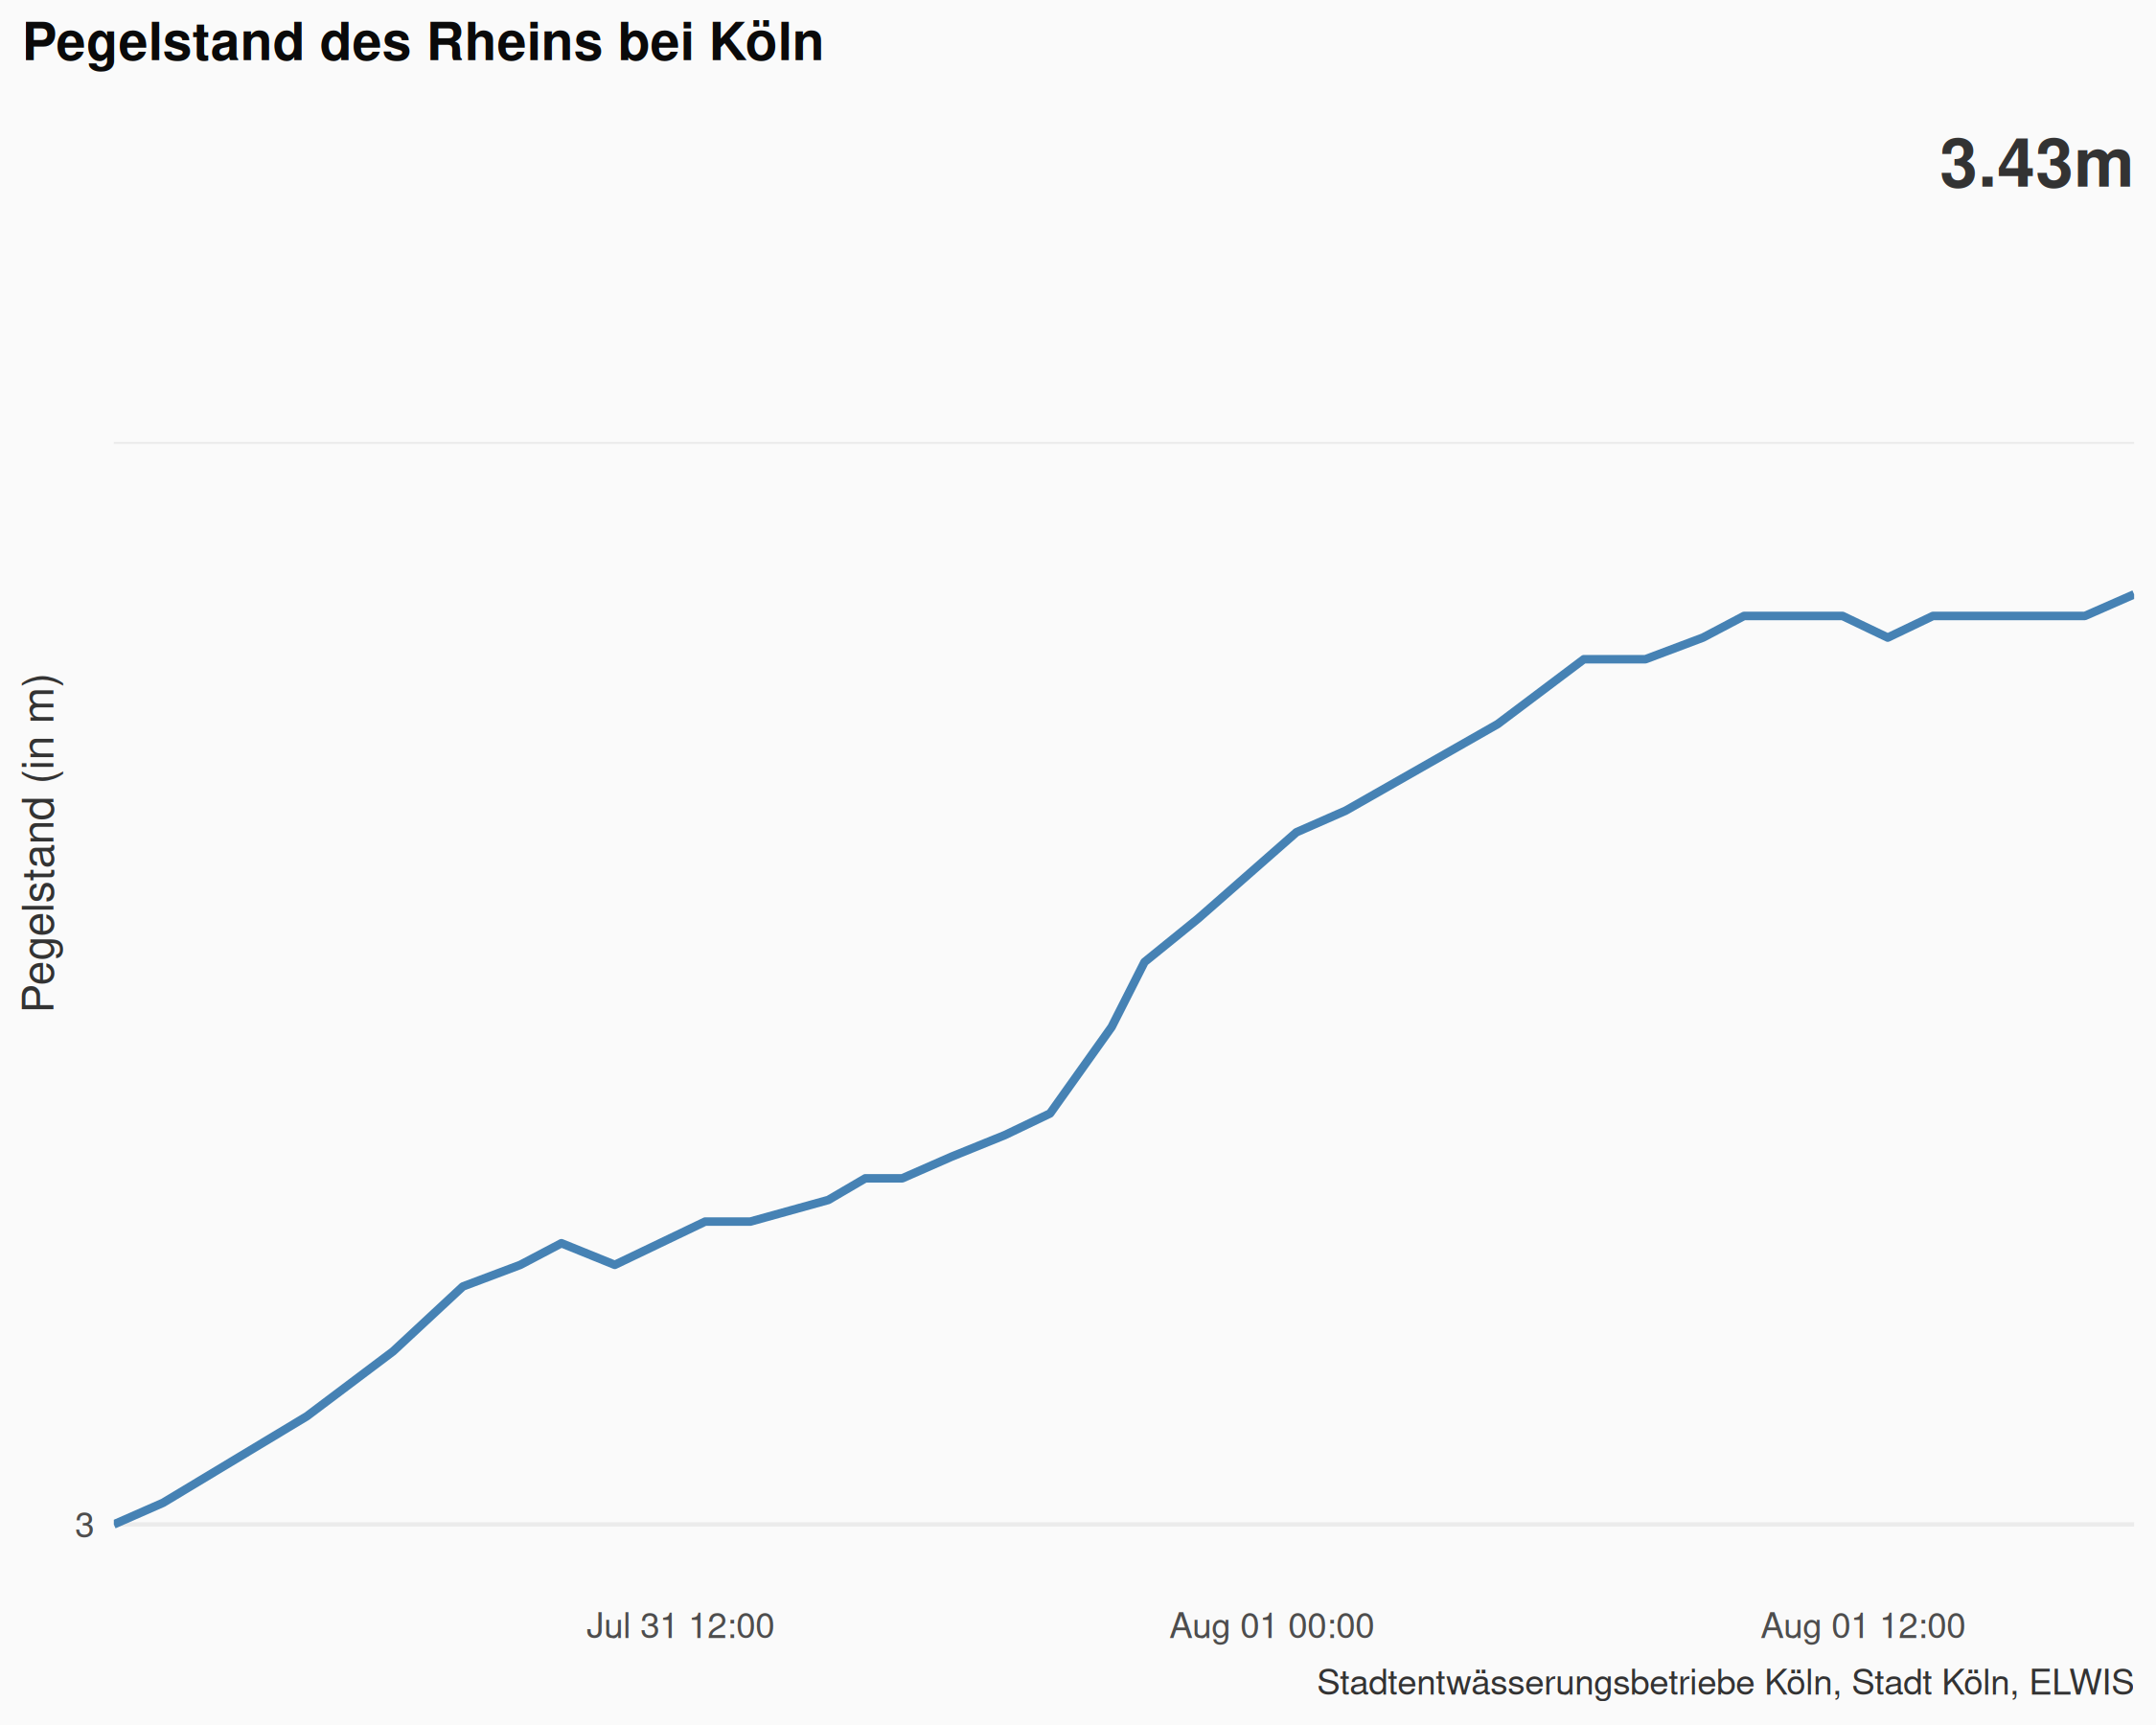 Pegelstand des Rheins bei Köln
3.43m
Pegelstand (in m)
3
Jul 31 12:00
Aug 01 00:00
Aug 01 12:00
Stadtentwässerungsbetriebe Köln, Stadt Köln, ELWIS